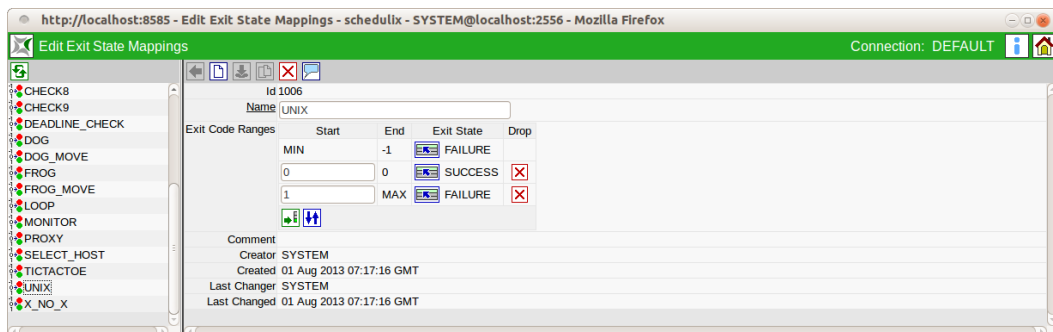 http://localhost:8585 - Edit Exit State Mappings - schedulix - SYSTEM@localhost:2556 - Mozilla Firefox
Edit Exit State Mappings
Connection: DEFAULT
CHECK8
CHECK9
DEADLINE_CHECK
DOG
DOG_MOVE
FROG
FROG_MOVE
LOOP
MONITOR
PROXY
SELECT_HOST
TICTACTOE
UNIX
X_NO_X
Id 1006
Name UNIX
Exit Code Ranges Start End Exit State Drop
MIN -1 FAILURE
0 0 SUCCESS
1 MAX FAILURE
Comment
Creator SYSTEM
Created 01 Aug 2013 07:17:16 GMT
Last Changer SYSTEM
Last Changed 01 Aug 2013 07:17:16 GMT